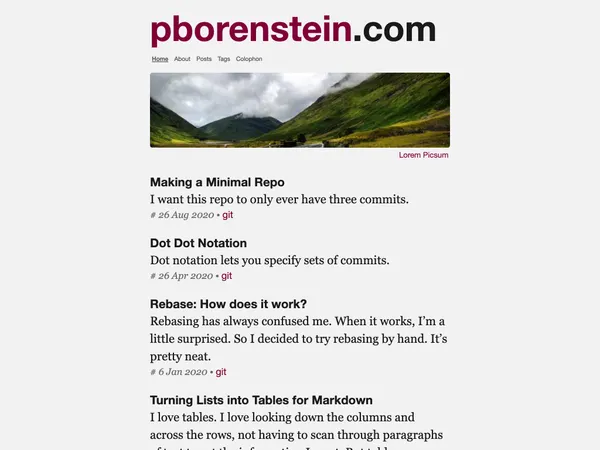 pborenstein.com
Home About Posts Tags Colophon
Lorem Picsum
Making a Minimal Repo
I want this repo to only ever have three commits.
# 26 Aug 2020 • git
Dot Dot Notation
Dot notation lets you specify sets of commits.
# 26 Apr 2020 • git
Rebase: How does it work?
Rebasing has always confused me. When it works, I’m a
little surprised. So I decided to try rebasing by hand. It’s
pretty neat.
# 6 Jan 2020 • git
Turning Lists into Tables for Markdown
I love tables. I love looking down the columns and
across the rows, not having to scan through paragraphs